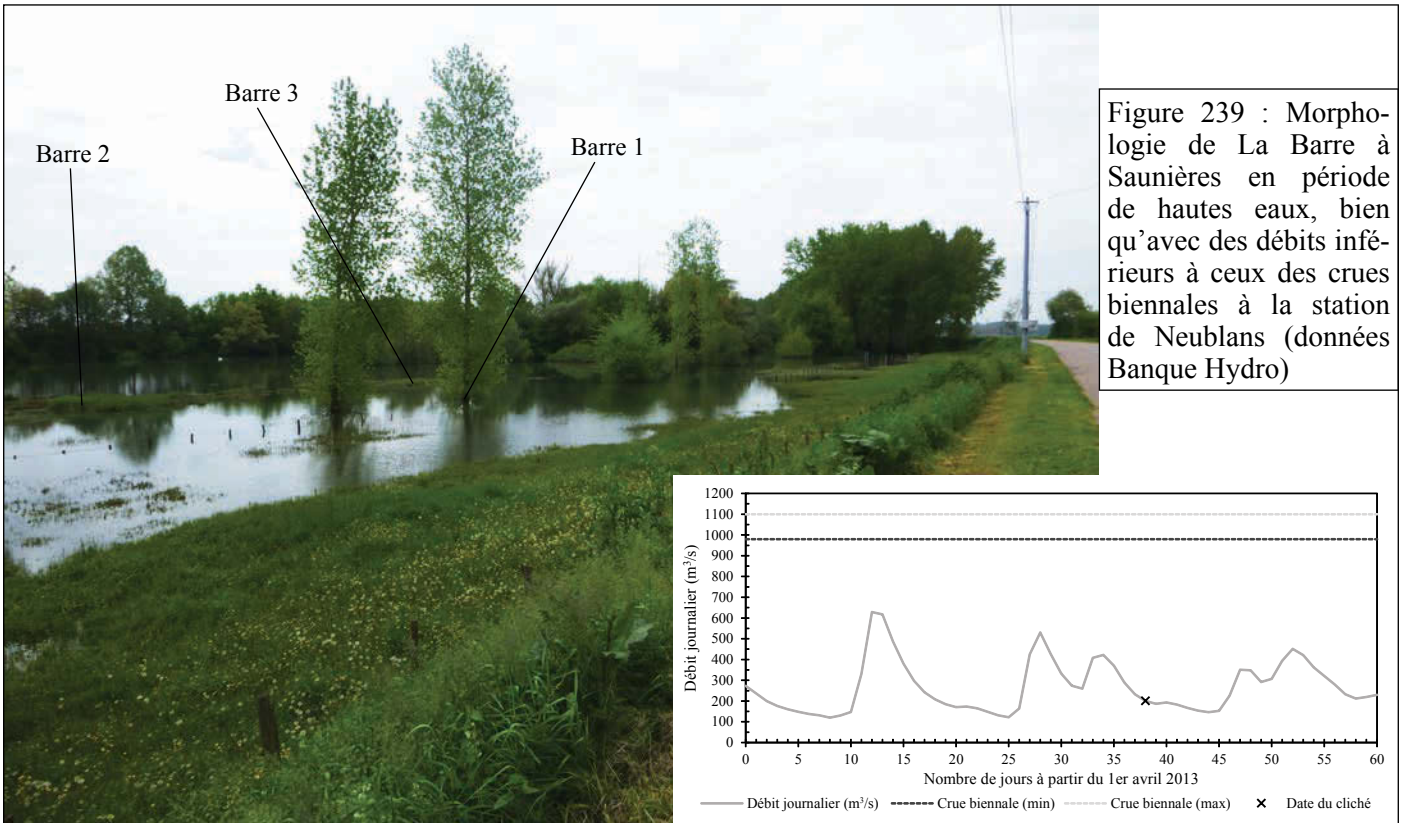 Barre 3
Barre 2
Barre 1
Figure 239 : Morpho-
logie de La Barre à
Saunières en période
de hautes eaux, bien
qu'avec des débits infé-
rieurs à ceux des crues
biennales à la station
de Neublans (données
Banque Hydro)
Débit journalier (m³/s)
1200
1100
1000
900
800
700
600
500
400
300
200
100
0
0 5 10 15 20 25 30 35 40 45 50 55 60
Nombre de jours à partir du 1er avril 2013
Débit journalier (m³/s) Crue biennale (min) Crue biennale (max) Date du cliché